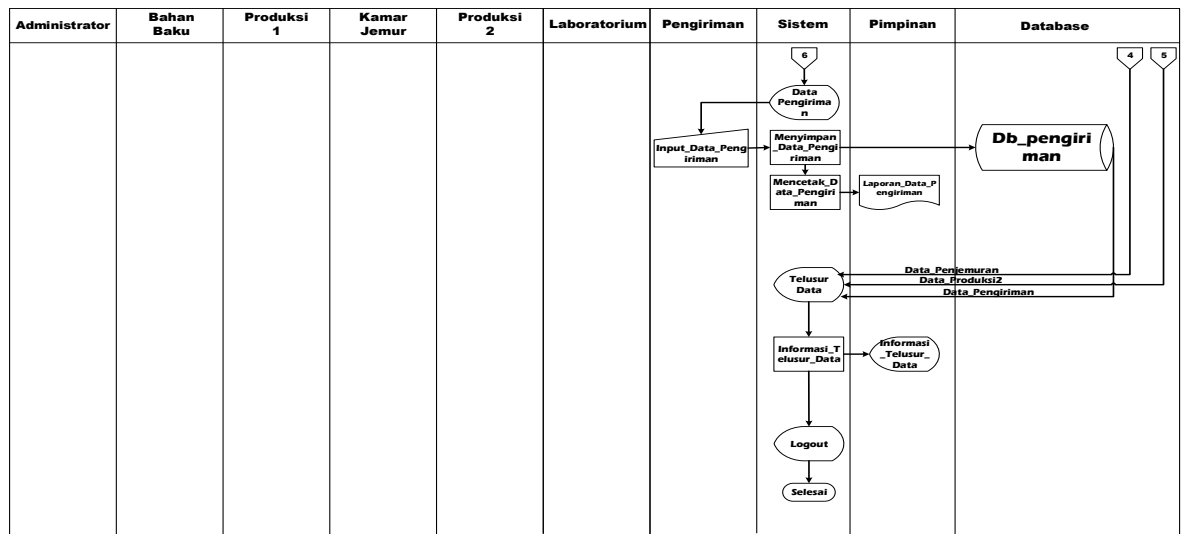 Administrator
Bahan
Baku
Produksi
1
Kamar
Jemur
Produksi
2
Laboratorium
Pengiriman
Sistem
Pimpinan
Database
6
4
5
Data
Pengirima
n
Input_Data_Peng
iriman
Menyimpan
_Data_Pengi
riman
Db_pengiri
man
Mencetak_D
ata_Pengiri
man
Laporan_Data_P
engiriman
Data_Penjemuran
Data_Produksi2
Data_Pengiriman
Telusur
Data
Informasi_T
elusur_Data
Informasi
_Telusur_
Data
Logout
Selesai